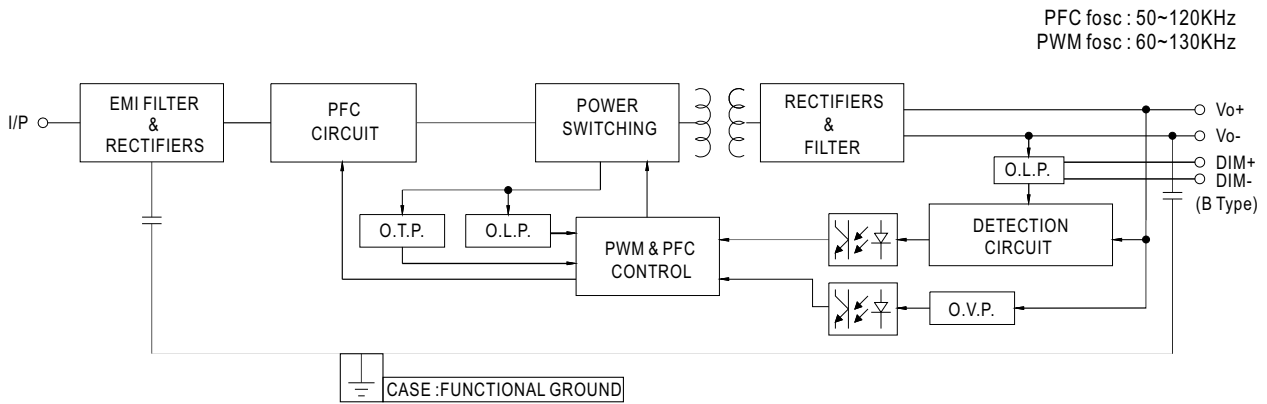 PFC fosc : 50~120KHz
PWM fosc : 60~130KHz
I/P
EMI FILTER
&
RECTIFIERS
PFC
CIRCUIT
POWER
SWITCHING
RECTIFIERS
&
FILTER
Vo+
Vo-
DIM+
DIM-
(B Type)
O.L.P.
O.T.P.
O.L.P.
PWM & PFC
CONTROL
DETECTION
CIRCUIT
O.V.P.
CASE :FUNCTIONAL GROUND